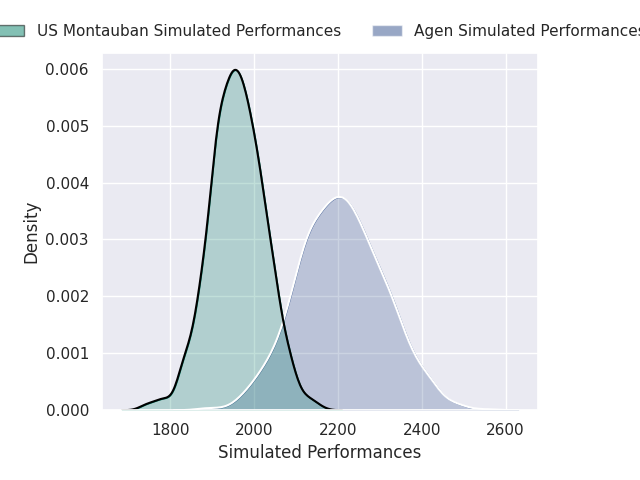 US Montauban Simulated Performances Agen Simulated Performances
0.006
0.005
0.004
0.003
0.002
0.001
0.000
Density
1800 2000 2200 2400 2600
Simulated Performances